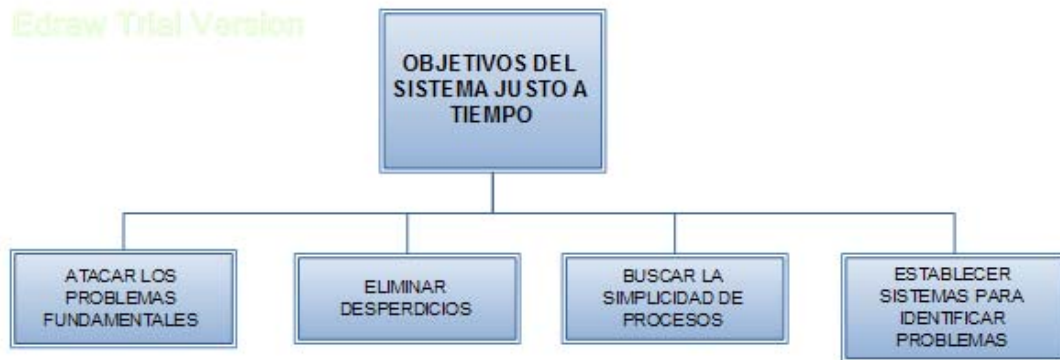 Edraw Trial Version
OBJETIVOS DEL
SISTEMA JUSTO A
TIEMPO
ATACAR LOS
PROBLEMAS
FUNDAMENTALES
ELIMINAR
DESPERDICIOS
BUSCAR LA
SIMPLICIDAD DE
PROCESOS
ESTABLECER
SISTEMAS PARA
IDENTIFICAR
PROBLEMAS